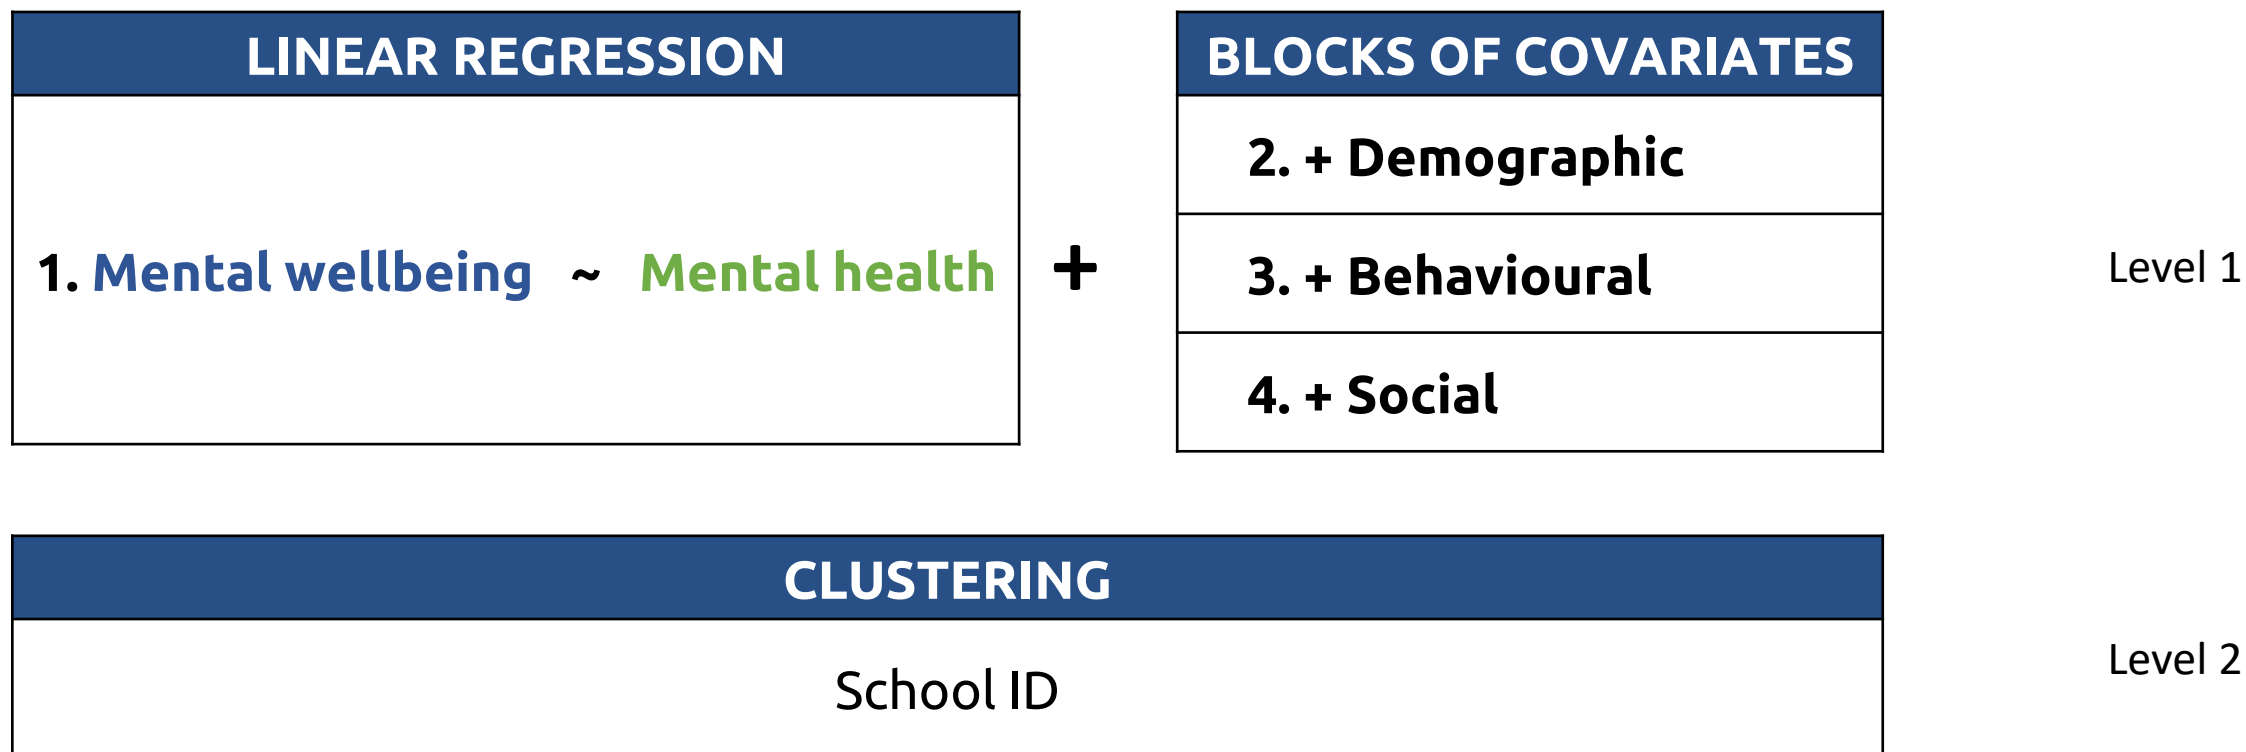 LINEAR REGRESSION
1. Mental wellbeing ~ Mental health
+
BLOCKS OF COVARIATES
2. + Demographic
3. + Behavioural
4. + Social
Level 1
CLUSTERING
School ID
Level 2